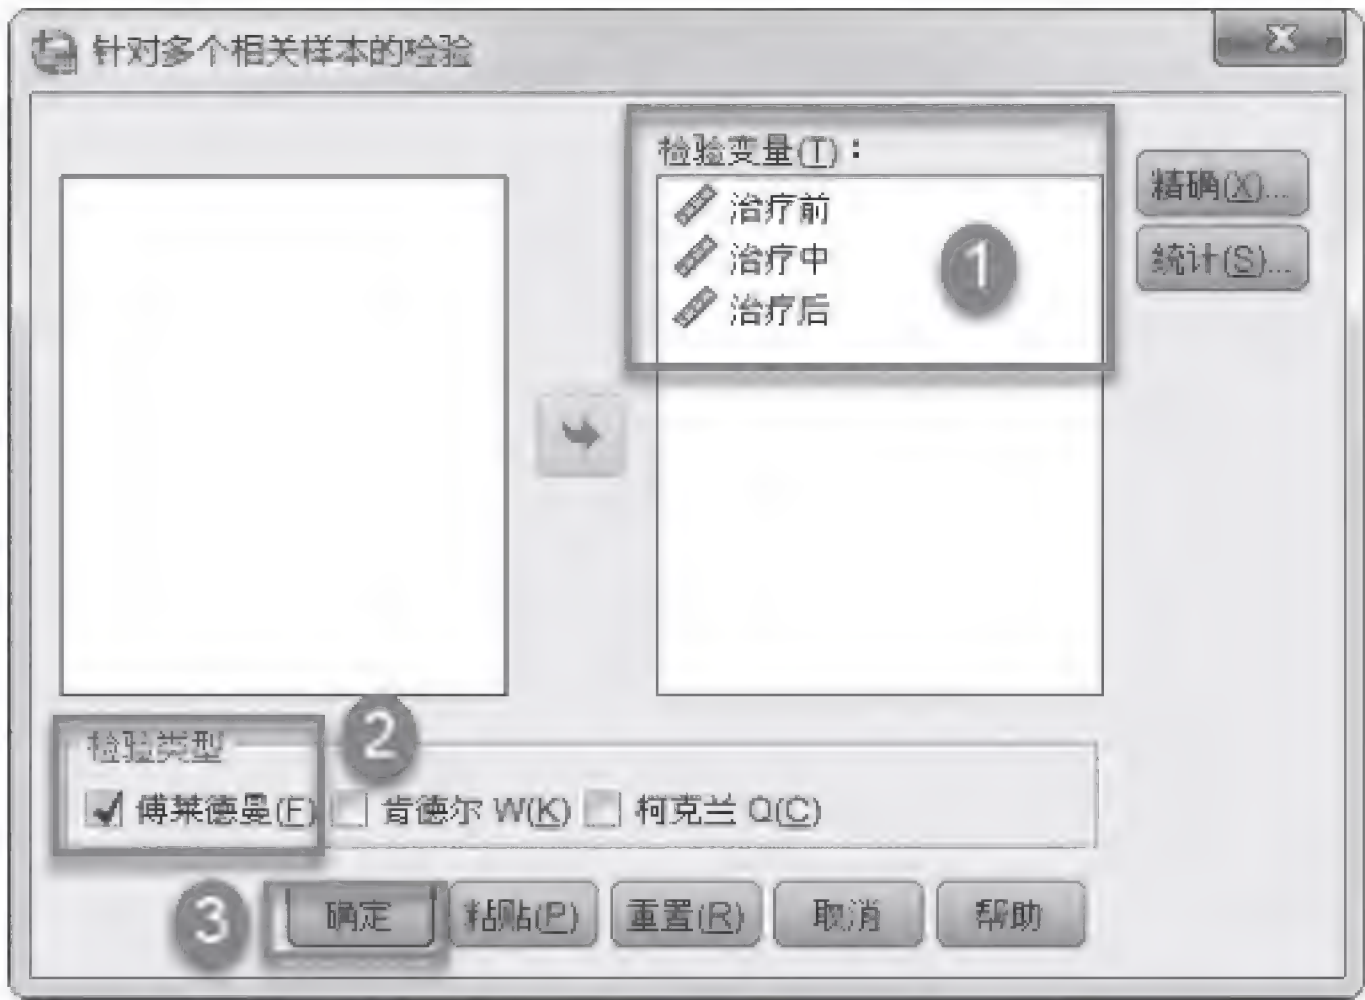 针对多个相关样本的检验
检验变量(T)：
治疗前
治疗中
治疗后
1
精确(X)...
统计(S)...
检验类型
2
傅莱德曼(F) 肯德尔 W(K) 柯克兰 Q(C)
3
确定 粘贴(P) 重置(R) 取消 帮助